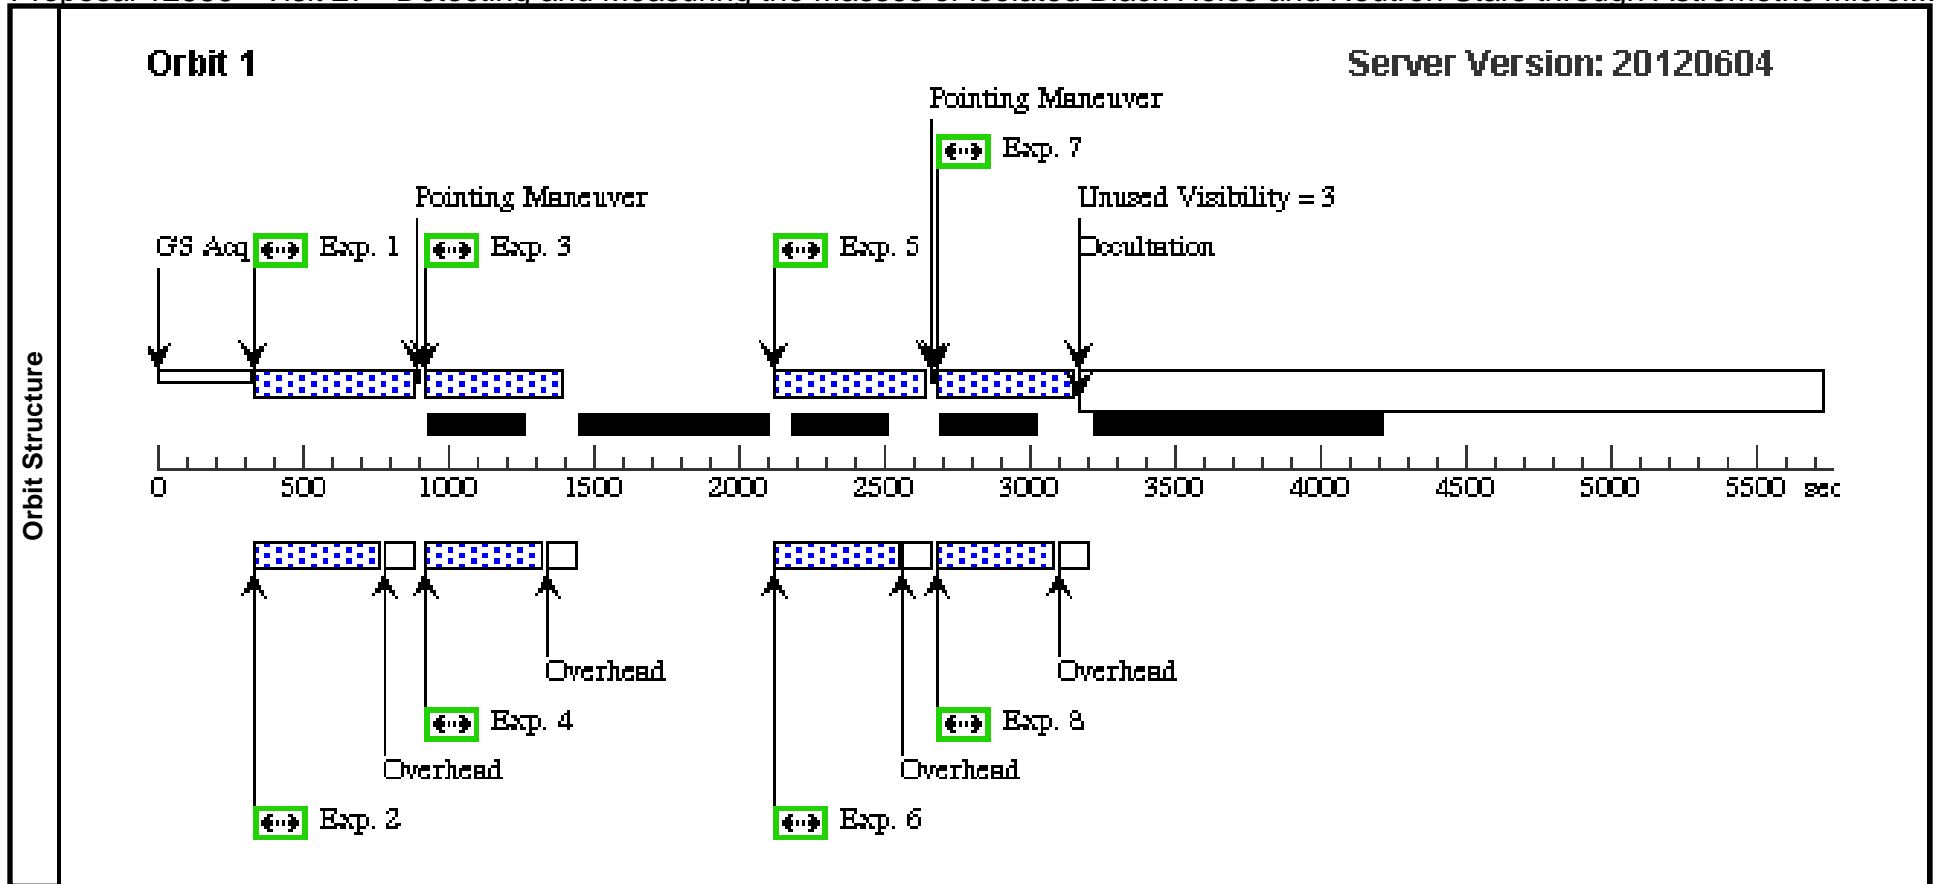 Orbit 1
Server Version: 20120604
Pointing Maneuver
Exp. 7
Pointing Maneuver
Unused Visibility = 3
GS Acq
Exp. 1
Exp. 3
Exp. 5
Occultation
Orbit Structure
0 500 1000 1500 2000 2500 3000 3500 4000 4500 5000 5500 sec
Overhead
Overhead
Exp. 4
Exp. 8
Overhead
Overhead
Exp. 2
Exp. 6